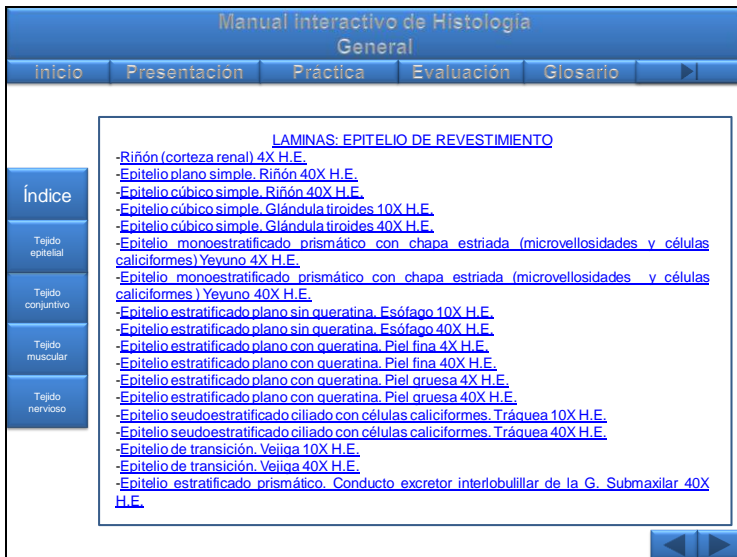 Manual interactivo de Histología
General
inicio Presentación Práctica Evaluación Glosario
LAMINAS: EPITELIO DE REVESTIMIENTO
-Riñón (corteza renal) 4X H.E.
-Epitelio plano simple. Riñón 40X H.E.
-Epitelio cúbico simple. Riñón 40X H.E.
-Epitelio cúbico simple. Glándula tiroides 10X H.E.
-Epitelio cúbico simple. Glándula tiroides 40X H.E.
-Epitelio monoestratificado prismático con chapa estriada (microvellosidades y células
caliciformes) Yeyuno 4X H.E.
-Epitelio monoestratificado prismático con chapa estriada (microvellosidades y células
caliciformes ) Yeyuno 40X H.E.
-Epitelio estratificado plano sin queratina. Esófago 10X H.E.
-Epitelio estratificado plano sin queratina. Esófago 40X H.E.
-Epitelio estratificado plano con queratina. Piel fina 4X H.E.
-Epitelio estratificado plano con queratina. Piel fina 40X H.E.
-Epitelio estratificado plano con queratina. Piel gruesa 4X H.E.
-Epitelio estratificado plano con queratina. Piel gruesa 40X H.E.
-Epitelio seudoestratificado ciliado con células caliciformes. Tráquea 10X H.E.
-Epitelio seudoestratificado ciliado con células caliciformes. Tráquea 40X H.E.
-Epitelio de transición. Vejiga 10X H.E.
-Epitelio de transición. Vejiga 40X H.E.
-Epitelio estratificado prismático. Conducto excretor interlobulillar de la G. Submaxilar 40X
H.E.
Índice
Tejido
epitelial
Tejido
conjuntivo
Tejido
muscular
Tejido
nervioso